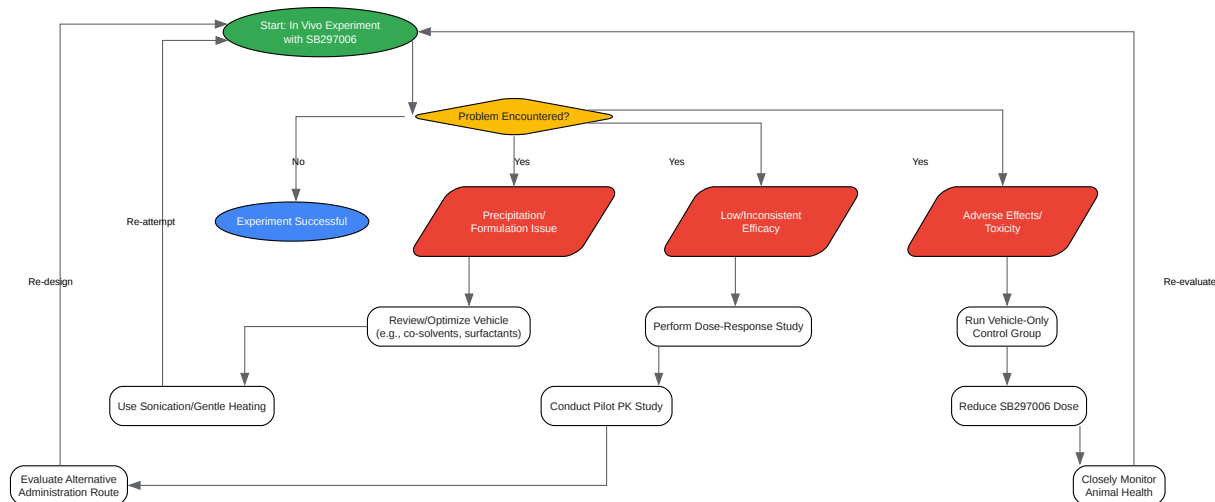 Start: In Vivo Experiment
with SB297006
Problem Encountered?
No
Yes
Yes
Yes
Precipitation/
Formulation Issue
Low/Inconsistent
Efficacy
Adverse Effects/
Toxicity
Experiment Successful
Re-attempt
Re-design
Re-evaluate
Review/Optimize Vehicle
(e.g., co-solvents, surfactants)
Perform Dose-Response Study
Run Vehicle-Only
Control Group
Use Sonication/Gentle Heating
Conduct Pilot PK Study
Reduce SB297006 Dose
Evaluate Alternative
Administration Route
Closely Monitor
Animal Health